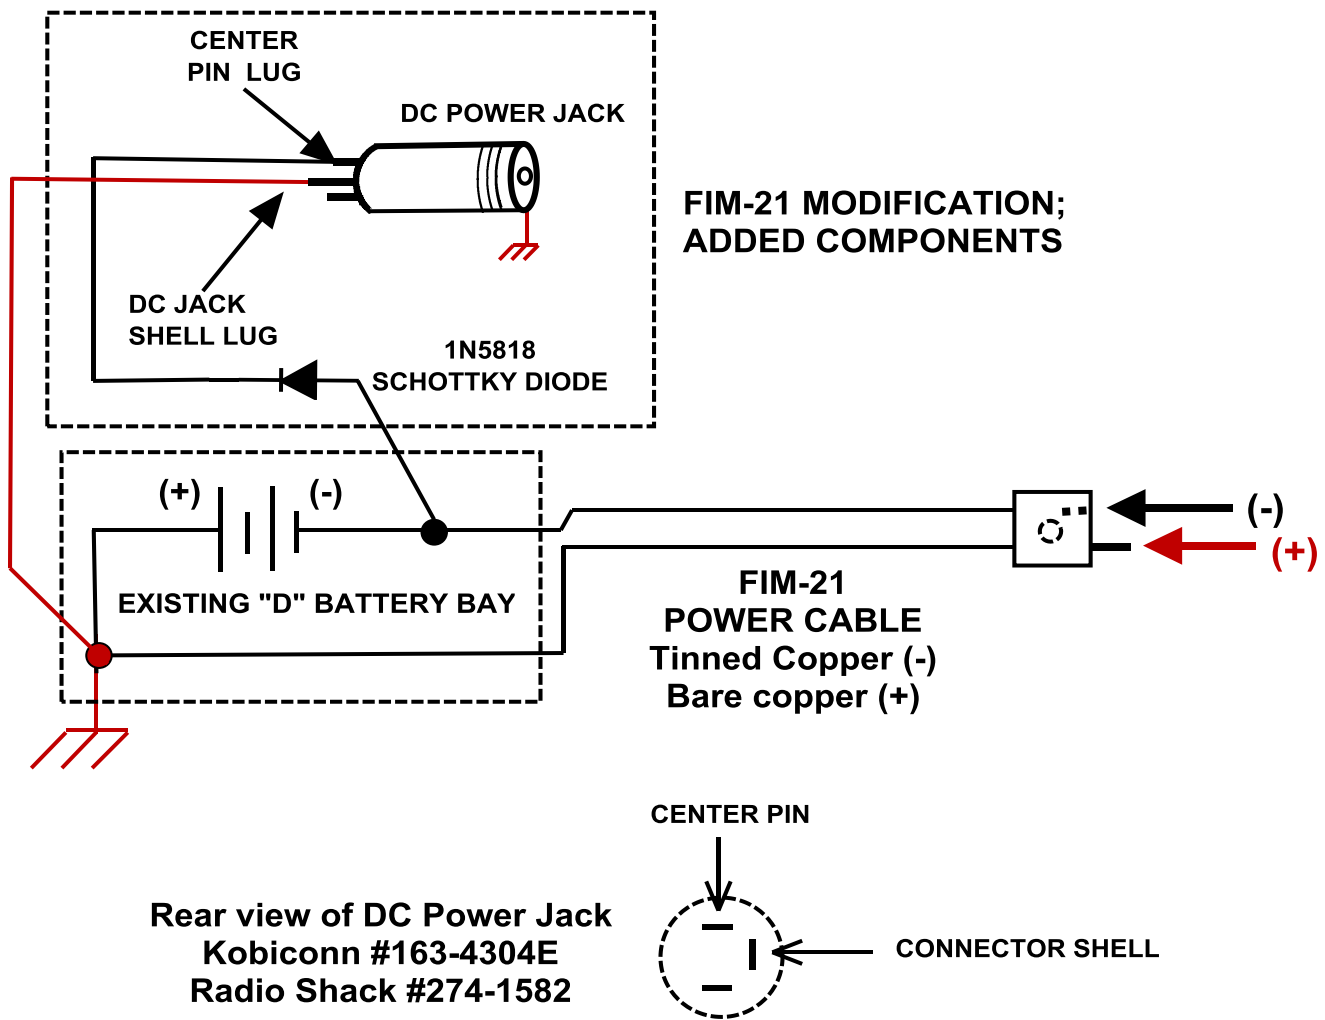 CENTER
PIN LUG
DC POWER JACK
FIM-21 MODIFICATION;
ADDED COMPONENTS
DC JACK
SHELL LUG
1N5818
SCHOTTKY DIODE
(+)
(-)
(-)
(+)
EXISTING "D" BATTERY BAY
FIM-21
POWER CABLE
Tinned Copper (-)
Bare copper (+)
CENTER PIN
Rear view of DC Power Jack
Kobiconn #163-4304E
Radio Shack #274-1582
CONNECTOR SHELL